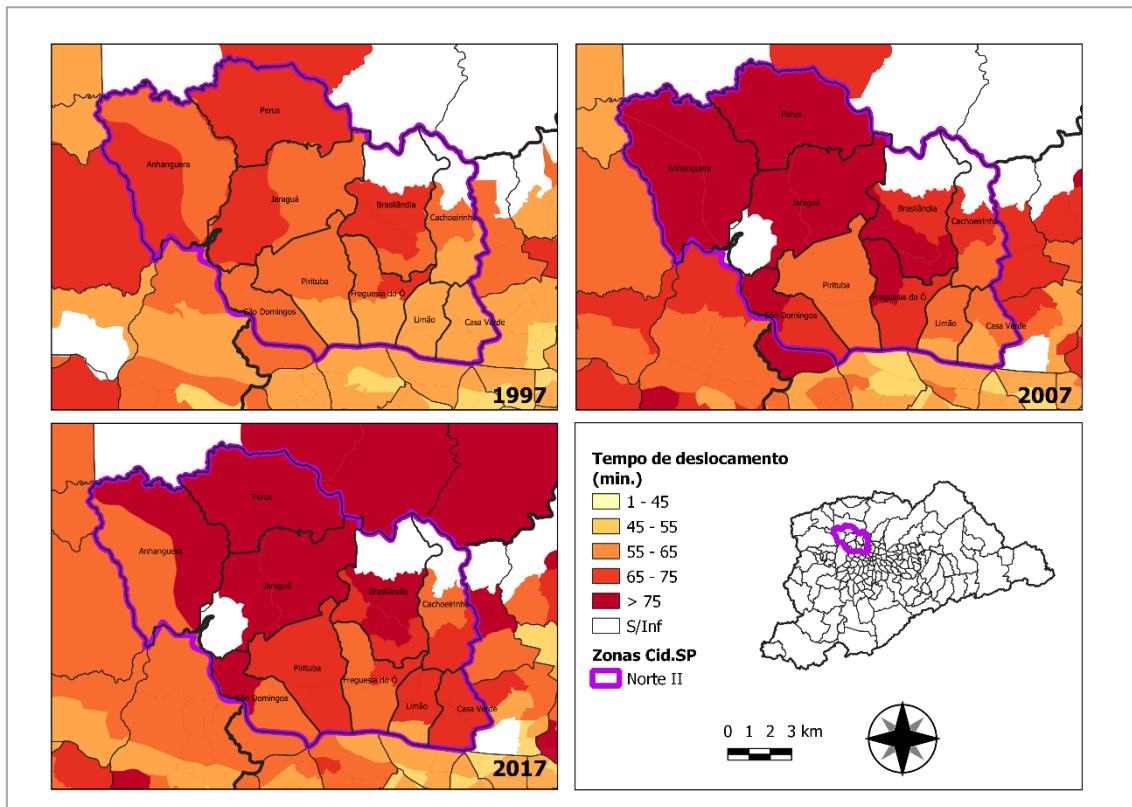 Perus
Anhanguera
Jaraguá
Brasilândia
Cachoeirinha
Pirituba
Freguesia do Ó
São Domingos
Limão
Casa Verde
1997
Perus
Anhanguera
Jaraguá
Brasilândia
Cachoeirinha
Pirituba
Freguesia do Ó
São Domingos
Limão
Casa Verde
2007
Perus
Anhanguera
Jaraguá
Brasilândia
Cachoeirinha
Pirituba
Freguesia do Ó
São Domingos
Limão
Casa Verde
2017
Tempo de deslocamento
(min.)
1 - 45
45 - 55
55 - 65
65 - 75
> 75
S/Inf
Zonas Cid.SP
Norte II
0 1 2 3 km